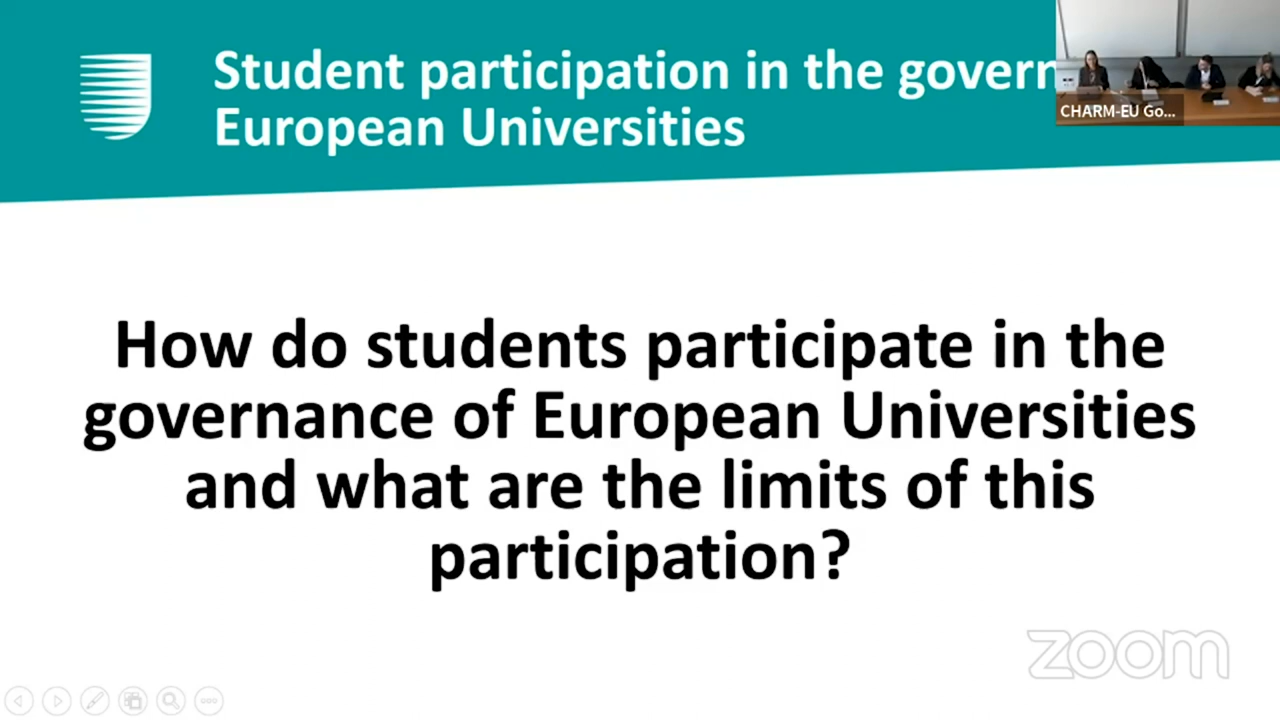 Student participation in the govern
European Universities
CHARM-EU Go...
How do students participate in the
governance of European Universities
and what are the limits of this
participation?
zoom